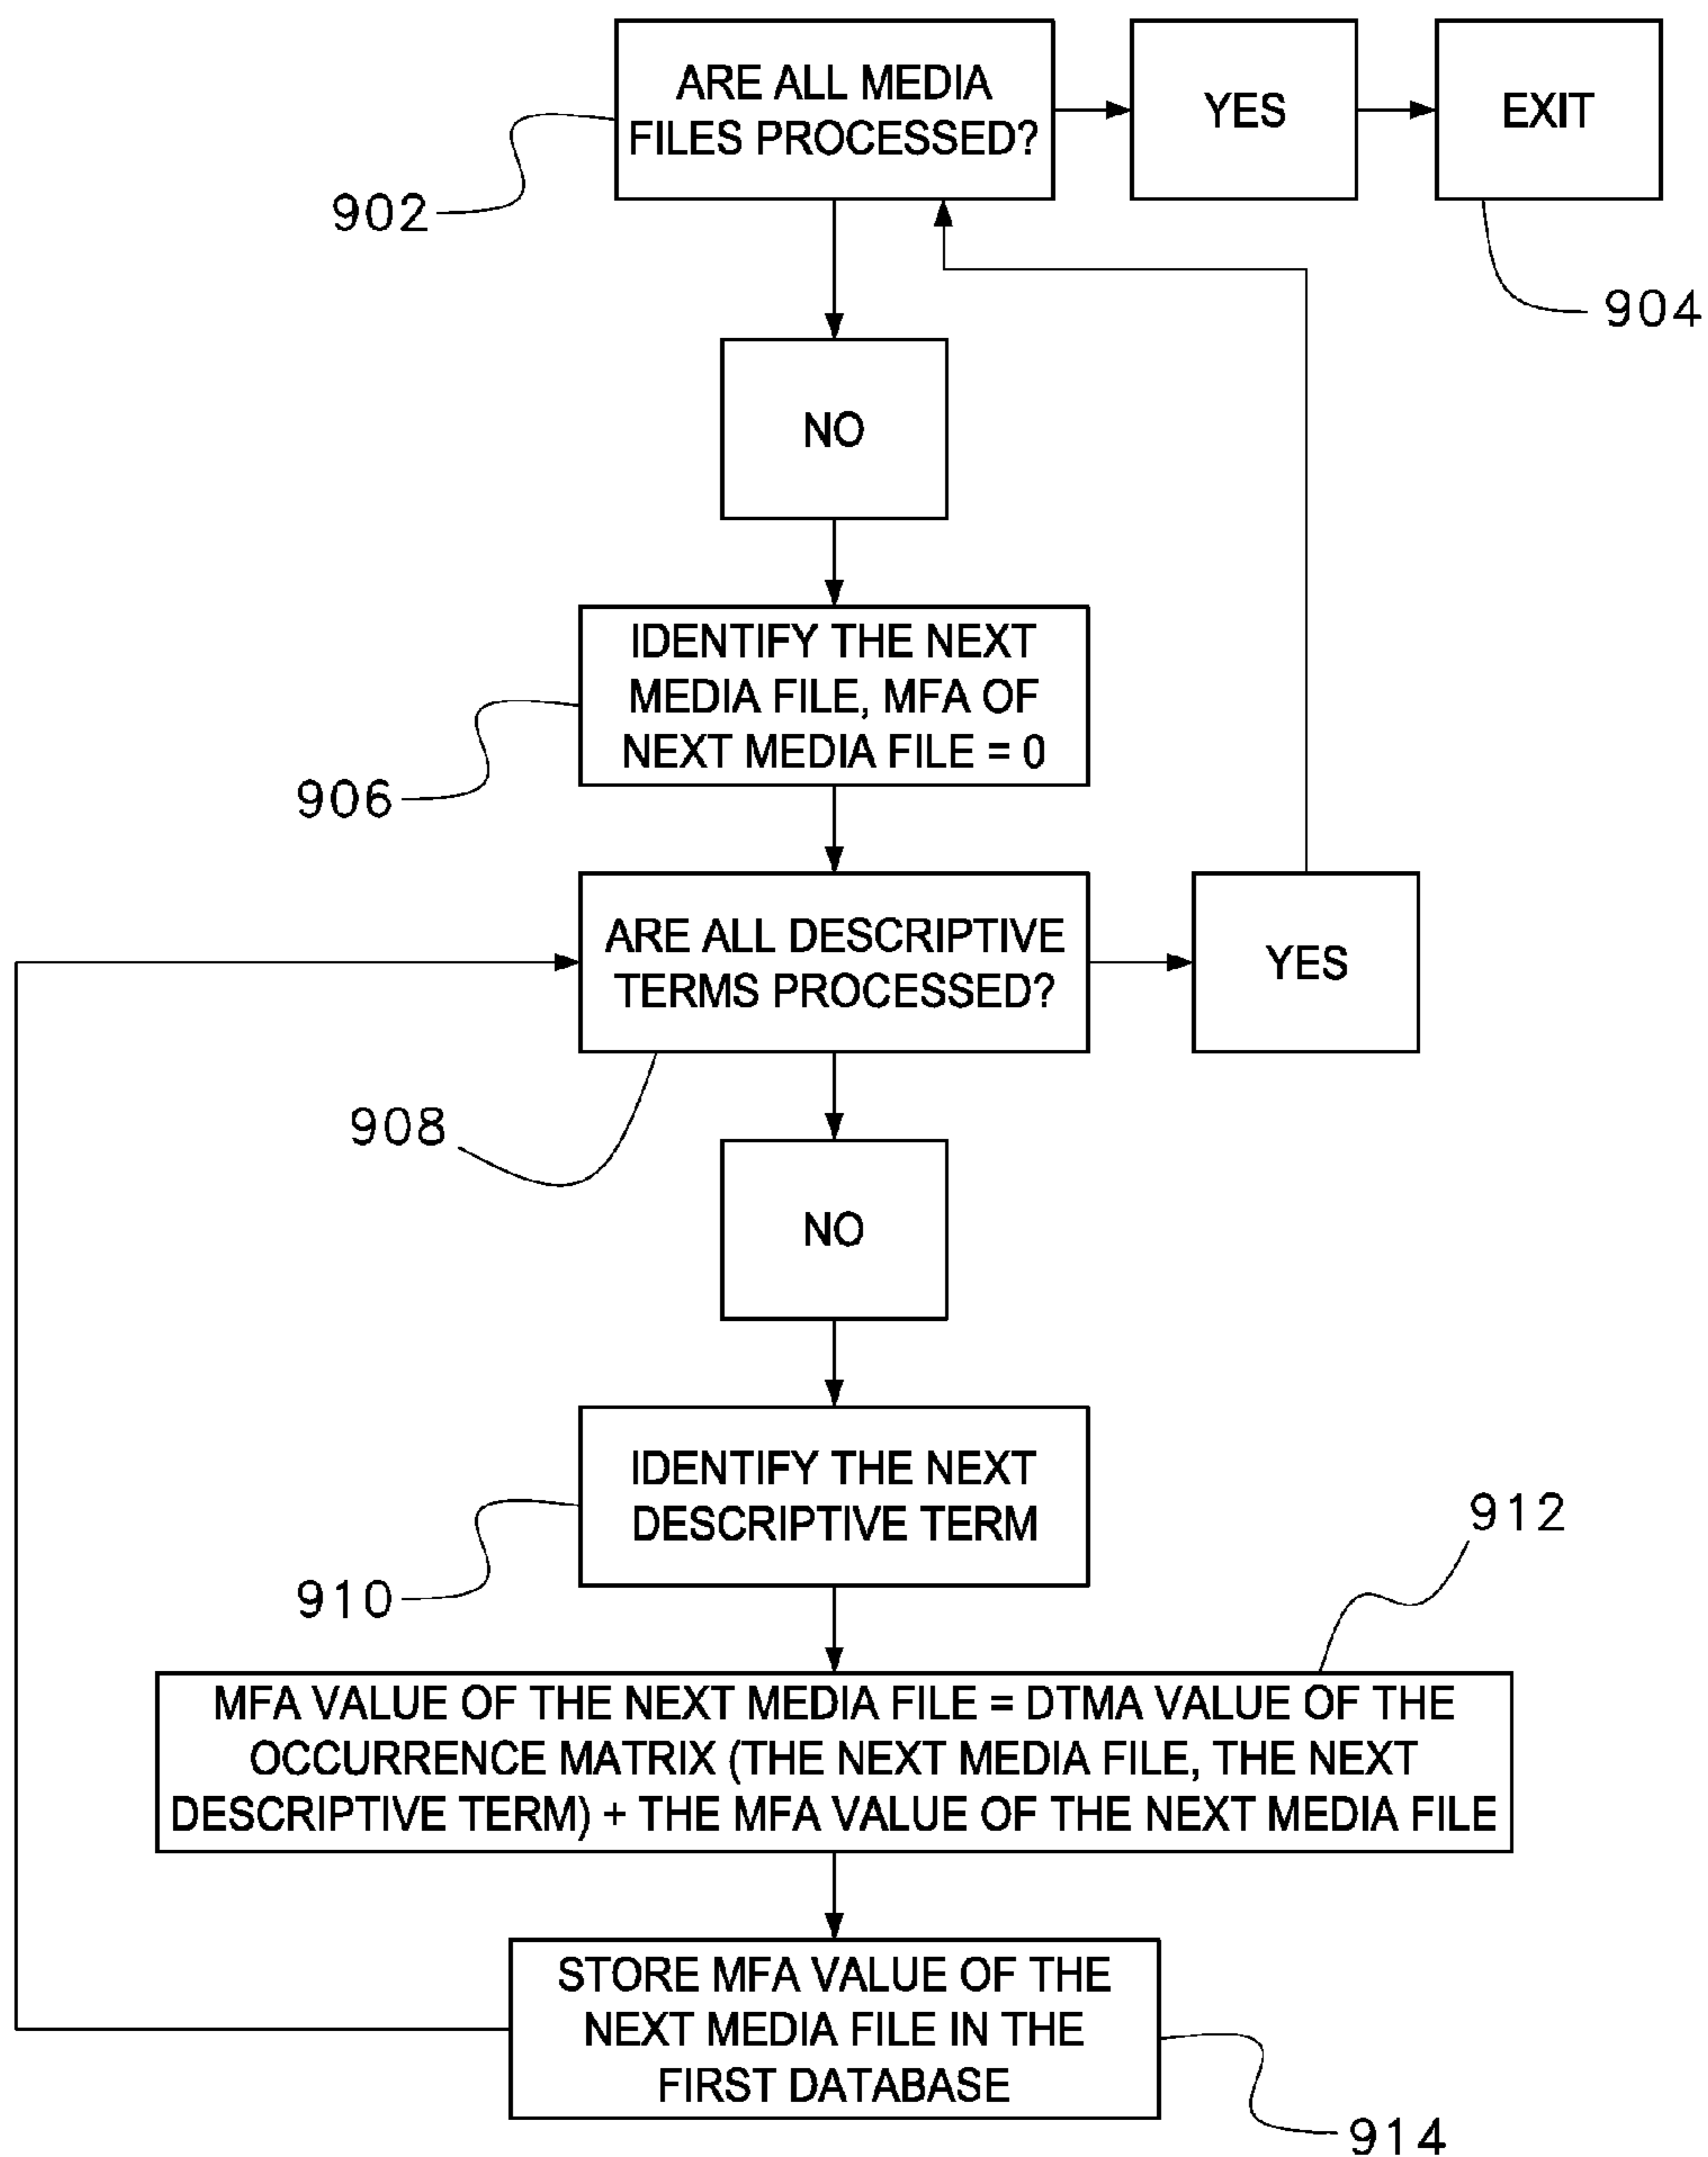 ARE ALL MEDIA
FILES PROCESSED?
YES
EXIT
902
904
NO
IDENTIFY THE NEXT
MEDIA FILE, MFA OF
NEXT MEDIA FILE = 0
906
ARE ALL DESCRIPTIVE
TERMS PROCESSED?
YES
908
NO
IDENTIFY THE NEXT
DESCRIPTIVE TERM
910
912
MFA VALUE OF THE NEXT MEDIA FILE = DTMA VALUE OF THE
OCCURRENCE MATRIX (THE NEXT MEDIA FILE, THE NEXT
DESCRIPTIVE TERM) + THE MFA VALUE OF THE NEXT MEDIA FILE
STORE MFA VALUE OF THE
NEXT MEDIA FILE IN THE
FIRST DATABASE
914